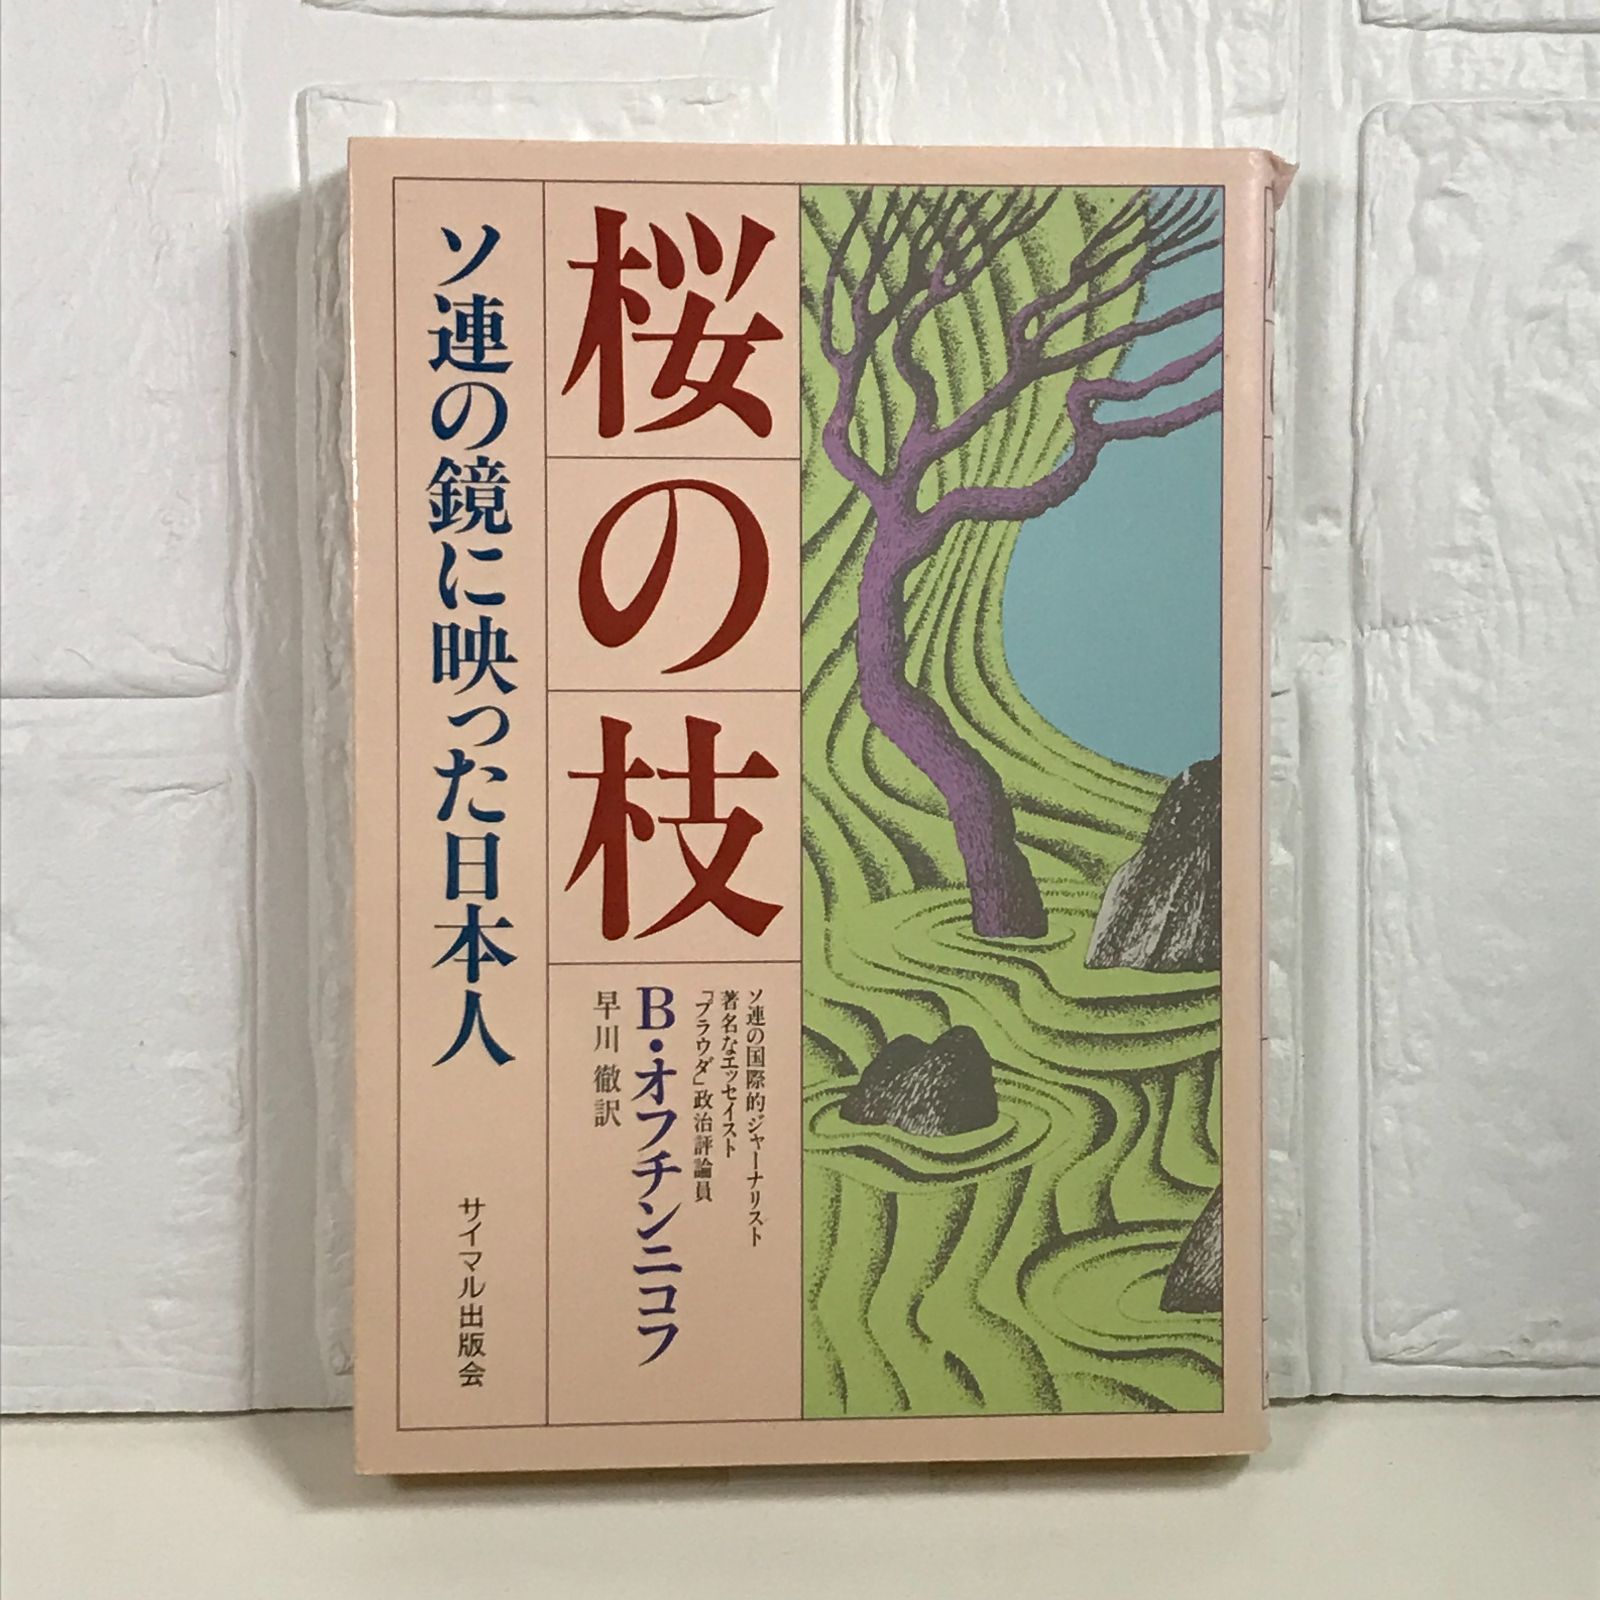 桜の枝
ソ連の国際的ジャーナリスト
著名なエッセイスト
「プラウダ」政治評論員
B・オフチンニコフ
早川 徹訳
ソ連の鏡に映った日本人
サイマル出版会